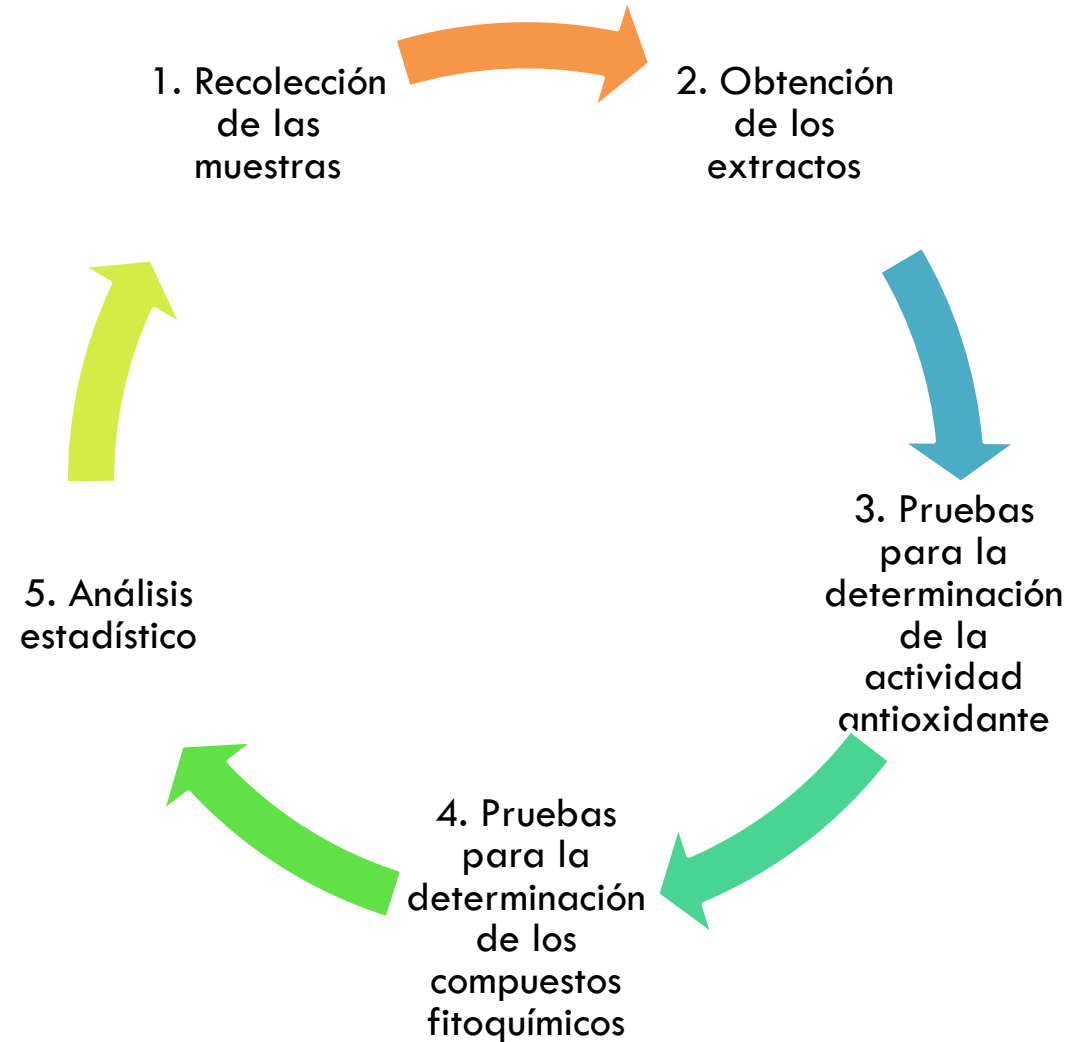 1. Recolección
de las
muestras
2. Obtención
de los
extractos
3. Pruebas
para la
determinación
de la
actividad
antioxidante
4. Pruebas
para la
determinación
de los
compuestos
fitoquímicos
5. Análisis
estadístico